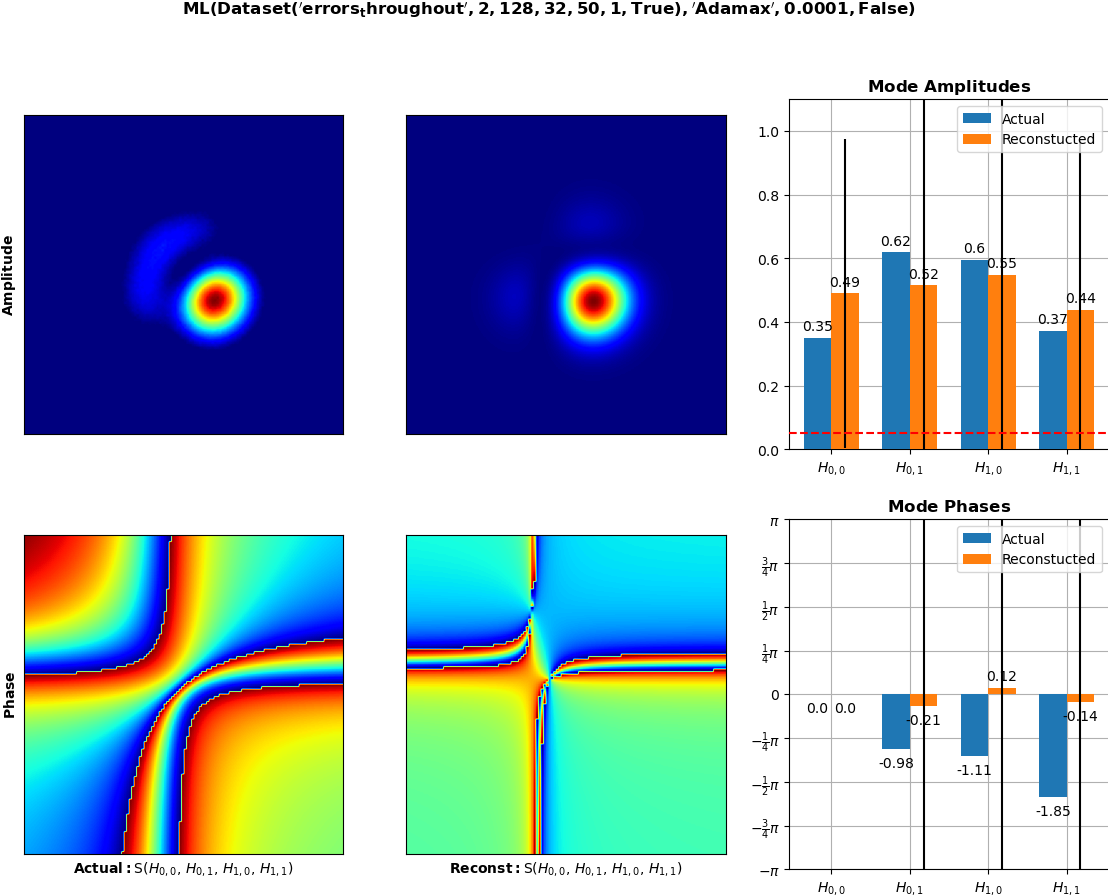 ML(Dataset('errors_throughout', 2, 128, 32, 50, 1, True), 'Adamax', 0.0001, False)
Amplitude
Mode Amplitudes
Actual
Reconstucted
1.0
0.8
0.6
0.4
0.2
0.0
0.35
0.49
0.62
0.52
0.6
0.55
0.37
0.44
H0,0
H0,1
H1,0
H1,1
Phase
Actual: S(H0,0, H0,1, H1,0, H1,1)
Reconst: S(H0,0, H0,1, H1,0, H1,1)
Mode Phases
Actual
Reconstucted
π
3/4π
1/2π
1/4π
0
−1/4π
−1/2π
−3/4π
−π
0.0
0.0
-0.98
-0.21
-1.11
0.12
-1.85
-0.14
H0,0
H0,1
H1,0
H1,1